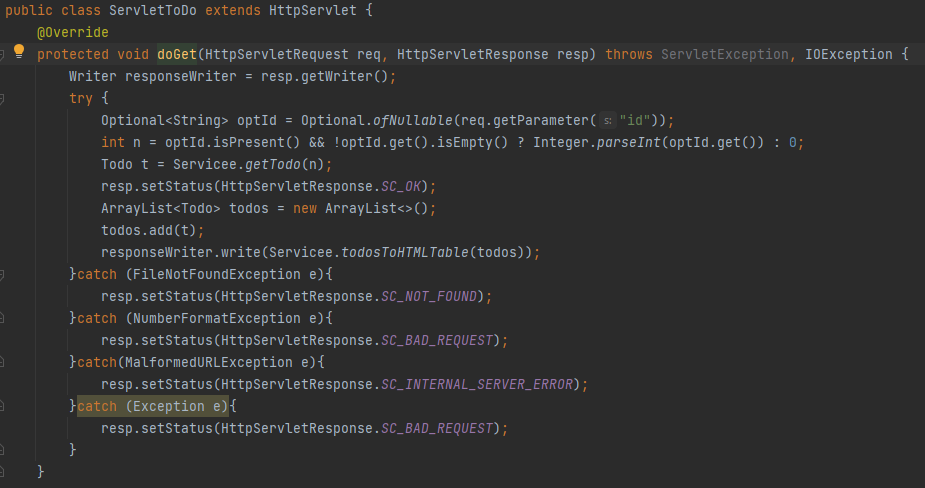 public class ServletToDo extends HttpServlet {
    @Override
    protected void doGet(HttpServletRequest req, HttpServletResponse resp) throws ServletException, IOException {
        Writer responseWriter = resp.getWriter();
        try {
            Optional<String> optId = Optional.ofNullable(req.getParameter( s: "id"));
            int n = optId.isPresent() && !optId.get().isEmpty() ? Integer.parseInt(optId.get()) : 0;
            Todo t = Servicee.getTodo(n);
            resp.setStatus(HttpServletResponse.SC_OK);
            ArrayList<Todo> todos = new ArrayList<>();
            todos.add(t);
            responseWriter.write(Servicee.todosToHTMLTable(todos));
        }catch (FileNotFoundException e){
            resp.setStatus(HttpServletResponse.SC_NOT_FOUND);
        }catch (NumberFormatException e){
            resp.setStatus(HttpServletResponse.SC_BAD_REQUEST);
        }catch(MalformedURLException e){
            resp.setStatus(HttpServletResponse.SC_INTERNAL_SERVER_ERROR);
        }catch (Exception e){
            resp.setStatus(HttpServletResponse.SC_BAD_REQUEST);
        }
    }